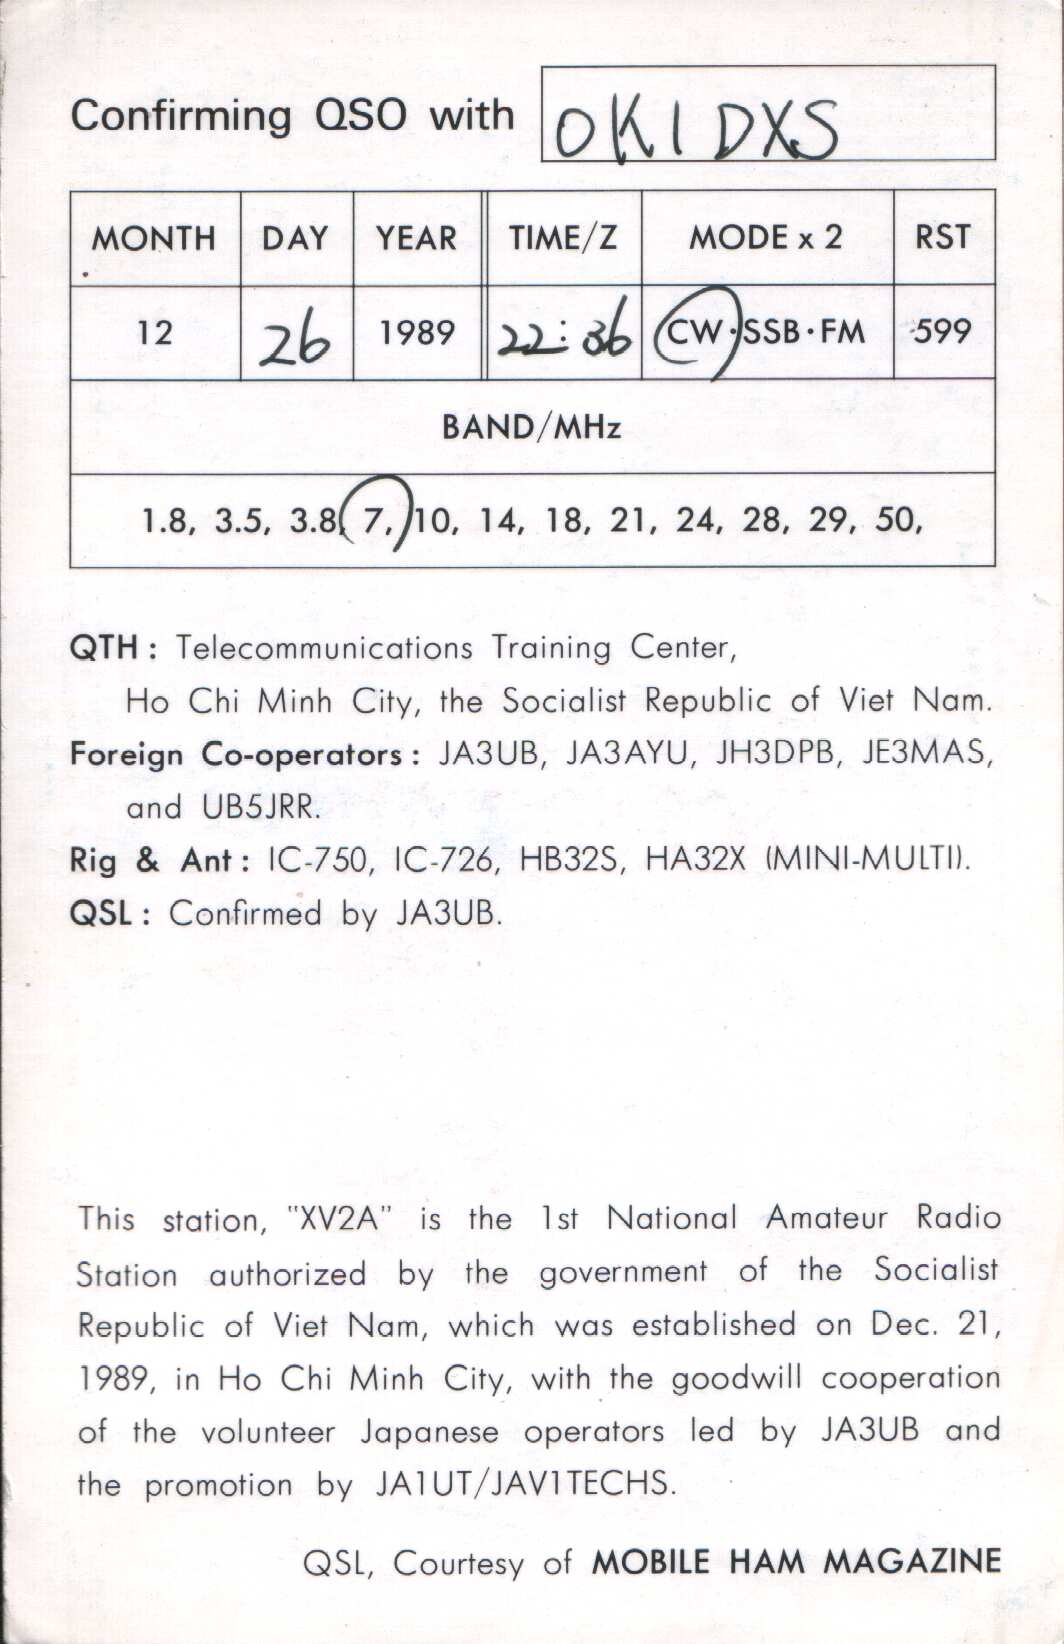 Confirming QSO with OK1DXS
MONTH DAY YEAR TIME/Z MODE x 2 RST
12 26 1989 22:36 CW·SSB·FM 599
BAND/MHz
1.8, 3.5, 3.8, 7, 10, 14, 18, 21, 24, 28, 29, 50,
QTH: Telecommunications Training Center,
Ho Chi Minh City, the Socialist Republic of Viet Nam.
Foreign Co-operators: JA3UB, JA3AYU, JH3DPB, JE3MAS,
and UB5JRR.
Rig & Ant: IC-750, IC-726, HB32S, HA32X (MINI-MULTI).
QSL: Confirmed by JA3UB.
This station, "XV2A" is the 1st National Amateur Radio
Station authorized by the government of the Socialist
Republic of Viet Nam, which was established on Dec. 21,
1989, in Ho Chi Minh City, with the goodwill cooperation
of the volunteer Japanese operators led by JA3UB and
the promotion by JA1UT/JAV1TECHS.
QSL, Courtesy of MOBILE HAM MAGAZINE